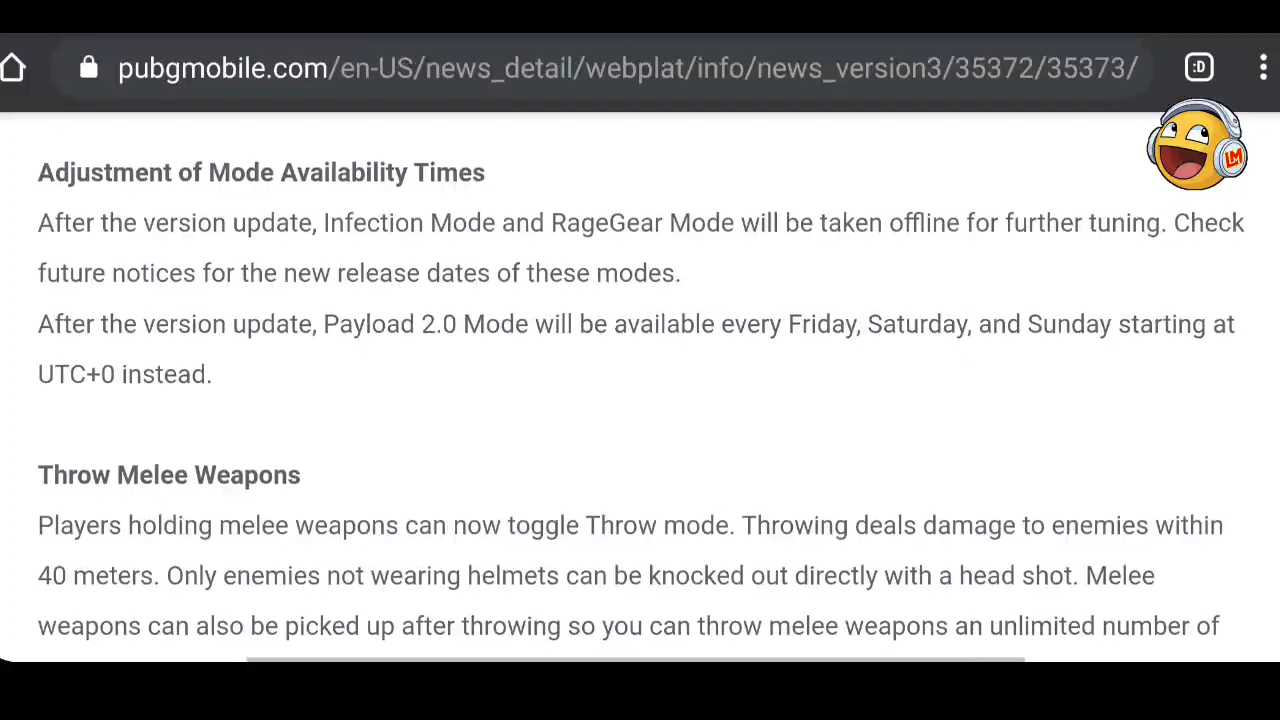 pubgmobile.com/en-US/news_detail/webplat/info/news_version3/35372/35373/
:D
LM
Adjustment of Mode Availability Times
After the version update, Infection Mode and RageGear Mode will be taken offline for further tuning. Check
future notices for the new release dates of these modes.
After the version update, Payload 2.0 Mode will be available every Friday, Saturday, and Sunday starting at
UTC+0 instead.
Throw Melee Weapons
Players holding melee weapons can now toggle Throw mode. Throwing deals damage to enemies within
40 meters. Only enemies not wearing helmets can be knocked out directly with a head shot. Melee
weapons can also be picked up after throwing so you can throw melee weapons an unlimited number of